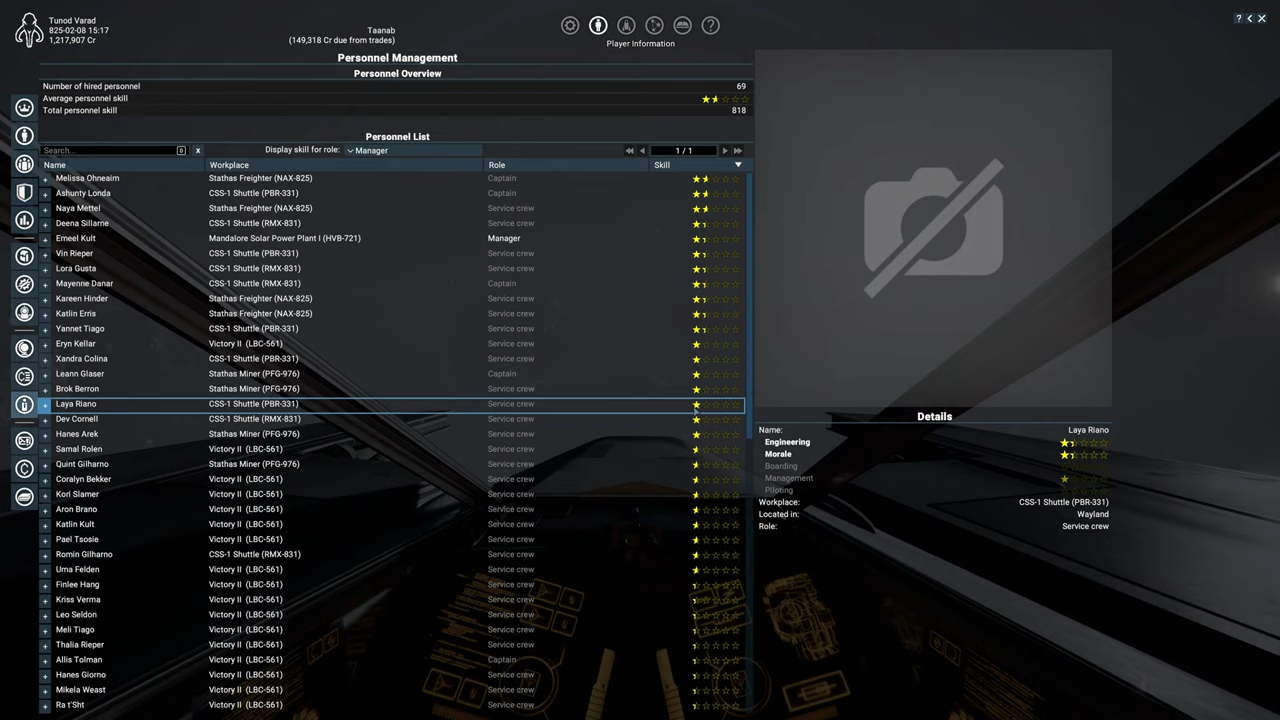 Tunod Varad
825-02-08 15:17
1,217,907 Cr
Taanab
(149,318 Cr due from trades)
Player Information
? < X
Personnel Management
Personnel Overview
Number of hired personnel 69
Average personnel skill
Total personnel skill 818
Personnel List
Search... x Display skill for role: Manager 1 / 1
Name Workplace Role Skill
+ Melissa Ohneaim Stathas Freighter (NAX-825) Captain
+ Ashunty Londa CSS-1 Shuttle (PBR-331) Captain
+ Naya Mettel Stathas Freighter (NAX-825) Service crew
+ Deena Sillarne CSS-1 Shuttle (RMX-831) Service crew
+ Emeel Kult Mandalore Solar Power Plant I (HVB-721) Manager
+ Vin Rieper CSS-1 Shuttle (PBR-331) Service crew
+ Lora Gusta CSS-1 Shuttle (RMX-831) Service crew
+ Mayenne Danar CSS-1 Shuttle (RMX-831) Captain
+ Kareen Hinder Stathas Freighter (NAX-825) Service crew
+ Katlin Erris Stathas Freighter (NAX-825) Service crew
+ Yannet Tiago CSS-1 Shuttle (PBR-331) Service crew
+ Eryn Kellar Victory II (LBC-561) Service crew
+ Xandra Colina CSS-1 Shuttle (PBR-331) Service crew
+ Leann Glaser Stathas Miner (PFG-976) Captain
+ Brok Berron Stathas Miner (PFG-976) Service crew
+ Laya Riano CSS-1 Shuttle (PBR-331) Service crew
+ Dev Cornell CSS-1 Shuttle (RMX-831) Service crew
+ Hanes Arek Stathas Miner (PFG-976) Service crew
+ Samal Rolen Victory II (LBC-561) Service crew
+ Quint Gilharno Stathas Miner (PFG-976) Service crew
+ Coralyn Bekker Victory II (LBC-561) Service crew
+ Kori Slamer Victory II (LBC-561) Service crew
+ Aron Brano Victory II (LBC-561) Service crew
+ Katlin Kult Victory II (LBC-561) Service crew
+ Pael Tsosie Victory II (LBC-561) Service crew
+ Romin Gilharno CSS-1 Shuttle (RMX-831) Service crew
+ Uma Felden Victory II (LBC-561) Service crew
+ Finlee Hang Victory II (LBC-561) Service crew
+ Kriss Verma Victory II (LBC-561) Service crew
+ Leo Seldon Victory II (LBC-561) Service crew
+ Meli Tiago Victory II (LBC-561) Service crew
+ Thalia Rieper Victory II (LBC-561) Service crew
+ Allis Tolman Victory II (LBC-561) Captain
+ Hanes Giorno Victory II (LBC-561) Service crew
+ Mikela Weast Victory II (LBC-561) Service crew
+ Ra t'Sht Victory II (LBC-561) Service crew
Details
Name: Laya Riano
Engineering
Morale
Boarding
Management
Piloting
Workplace: CSS-1 Shuttle (PBR-331)
Located in: Wayland
Role: Service crew